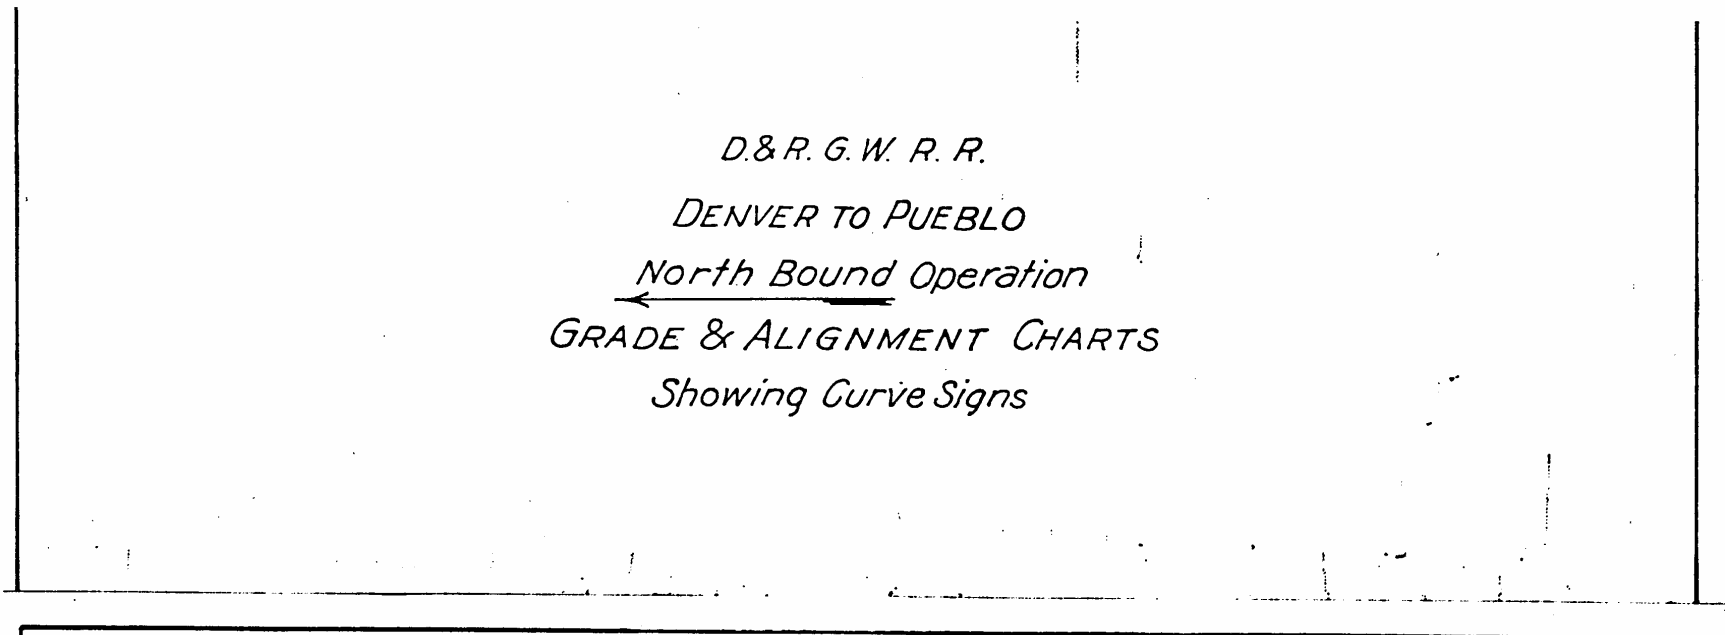 D. & R. G. W. R. R.
DENVER TO PUEBLO
North Bound Operation
GRADE & ALIGNMENT CHARTS
Showing Curve Signs